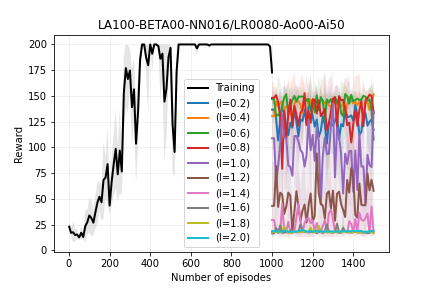 LA100-BETA00-NN016/LR0080-Ao00-Ai50
Reward
200
175
150
125
100
75
50
25
0
Training
(l=0.2)
(l=0.4)
(l=0.6)
(l=0.8)
(l=1.0)
(l=1.2)
(l=1.4)
(l=1.6)
(l=1.8)
(l=2.0)
0 200 400 600 800 1000 1200 1400
Number of episodes